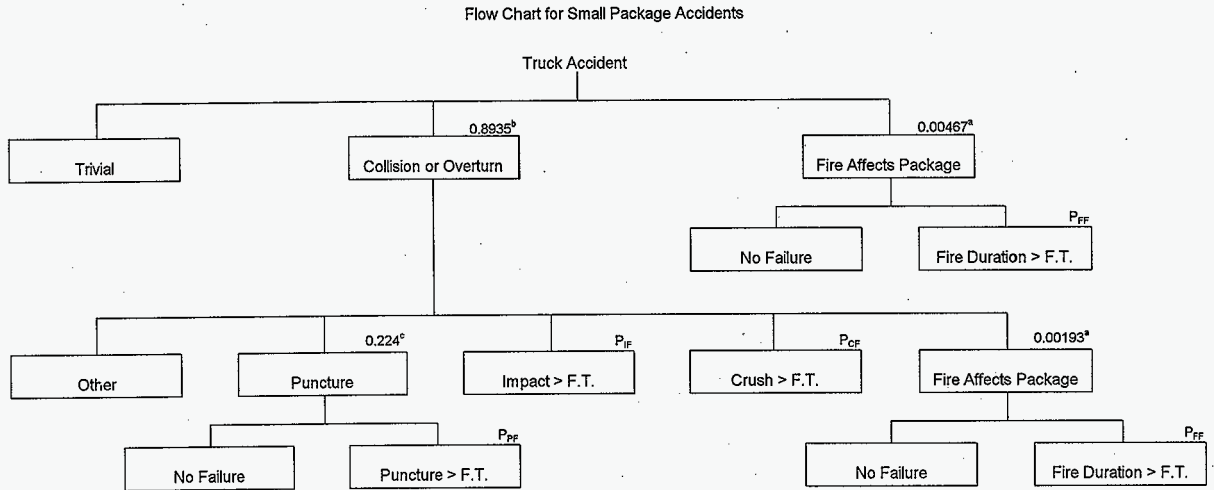 Flow Chart for Small Package Accidents
Truck Accident
0.8935ᵇ
0.00467ᵃ
Trivial
Collision or Overturn
Fire Affects Package
P_FF
No Failure
Fire Duration > F.T.
0.224ᶜ
P_IF
P_CF
0.00193ᵃ
Other
Puncture
Impact > F.T.
Crush > F.T.
Fire Affects Package
P_PF
P_FF
No Failure
Puncture > F.T.
No Failure
Fire Duration > F.T.